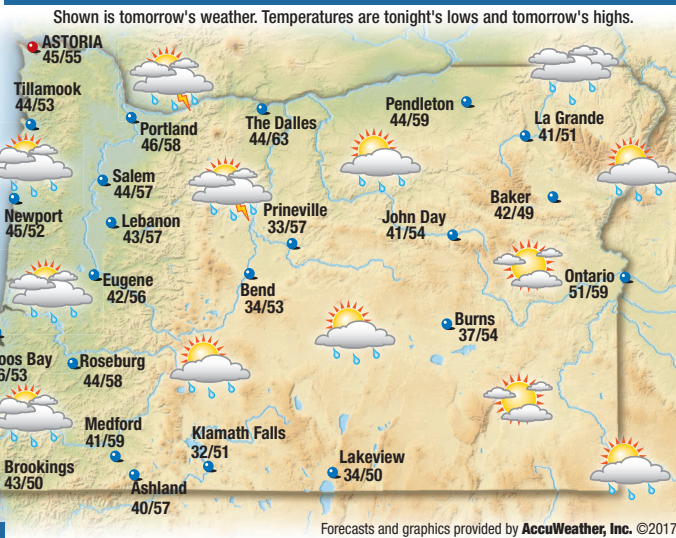 Shown is tomorrow's weather. Temperatures are tonight's lows and tomorrow's highs.
ASTORIA
45/55
Tillamook
44/53
Portland
46/58
The Dalles
44/63
Pendleton
44/59
La Grande
41/51
Salem
44/57
Newport
45/52
Lebanon
43/57
Prineville
33/57
John Day
41/54
Baker
42/49
Eugene
42/56
Bend
34/53
Ontario
51/59
Burns
37/54
oos Bay
6/53
Roseburg
44/58
Medford
41/59
Klamath Falls
32/51
Brookings
43/50
Ashland
40/57
Lakeview
34/50
Forecasts and graphics provided by AccuWeather, Inc. ©2017